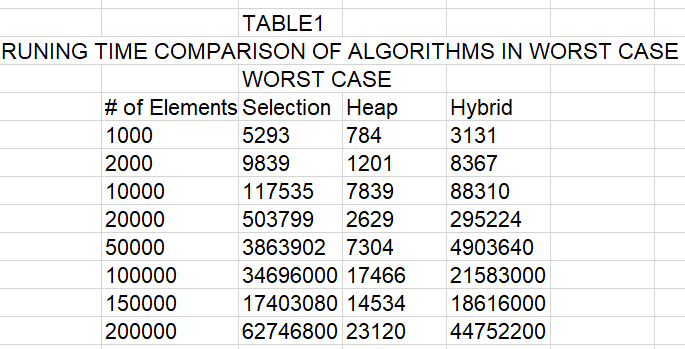 TABLE1
RUNING TIME COMPARISON OF ALGORITHMS IN WORST CASE
WORST CASE
# of Elements Selection Heap Hybrid
1000 5293 784 3131
2000 9839 1201 8367
10000 117535 7839 88310
20000 503799 2629 295224
50000 3863902 7304 4903640
100000 34696000 17466 21583000
150000 17403080 14534 18616000
200000 62746800 23120 44752200